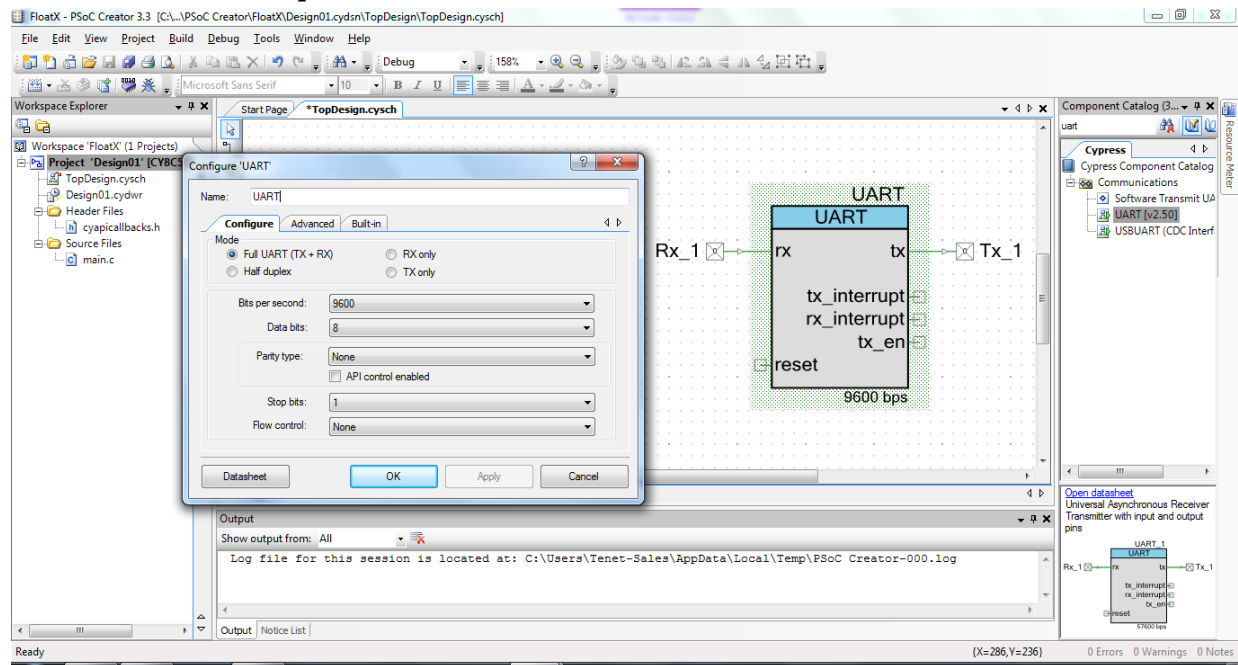 FloatX - PSoC Creator 3.3 [C:\...\PSoC Creator\FloatX\Design01.cydsn\TopDesign\TopDesign.cysch]
File Edit View Project Build Debug Tools Window Help
Debug 158%
Microsoft Sans Serif 10 B I U A
Workspace Explorer
Workspace 'FloatX' (1 Projects)
Project 'Design01' [CY8C5
TopDesign.cysch
Design01.cydwr
Header Files
cyapicallbacks.h
Source Files
main.c
Start Page *TopDesign.cysch
Configure 'UART'
Name: UART
Configure Advanced Built-in
Mode
Full UART (TX + RX) RX only
Half duplex TX only
Bits per second: 9600
Data bits: 8
Parity type: None
API control enabled
Stop bits: 1
Flow control: None
Datasheet OK Apply Cancel
UART
UART
Rx_1 rx tx Tx_1
tx_interrupt
rx_interrupt
tx_en
reset
9600 bps
Component Catalog (3...
uart
Cypress
Cypress Component Catalog
Communications
Software Transmit UA
UART [v2.50]
USBUART (CDC Interf
Resource Meter
Open datasheet
Universal Asynchronous Receiver
Transmitter with input and output
pins
UART_1
UART
Rx_1 rx tx Tx_1
tx_interrupt
rx_interrupt
tx_en
reset
57600 bps
Output
Show output from: All
Log file for this session is located at: C:\Users\Tenet-Sales\AppData\Local\Temp\PSoC Creator-000.log
Output Notice List
Ready {X=286,Y=236} 0 Errors 0 Warnings 0 Notes